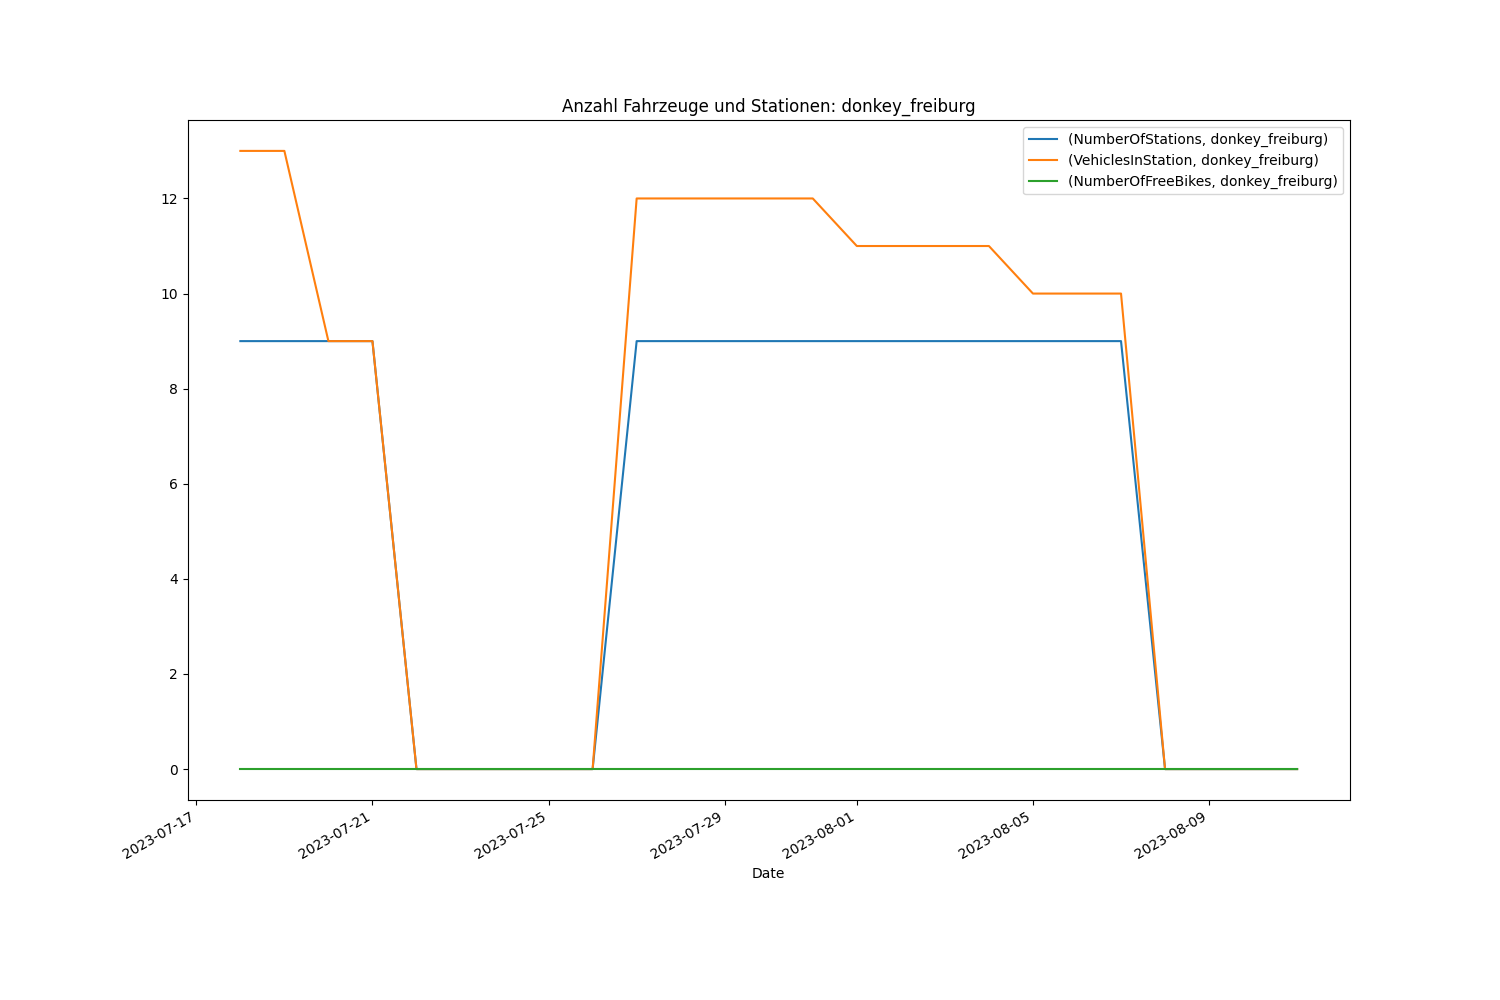 Anzahl Fahrzeuge und Stationen: donkey_freiburg
(NumberOfStations, donkey_freiburg)
(VehiclesInStation, donkey_freiburg)
(NumberOfFreeBikes, donkey_freiburg)
12
10
8
6
4
2
0
2023-07-17
2023-07-21
2023-07-25
2023-07-29
2023-08-01
2023-08-05
2023-08-09
Date